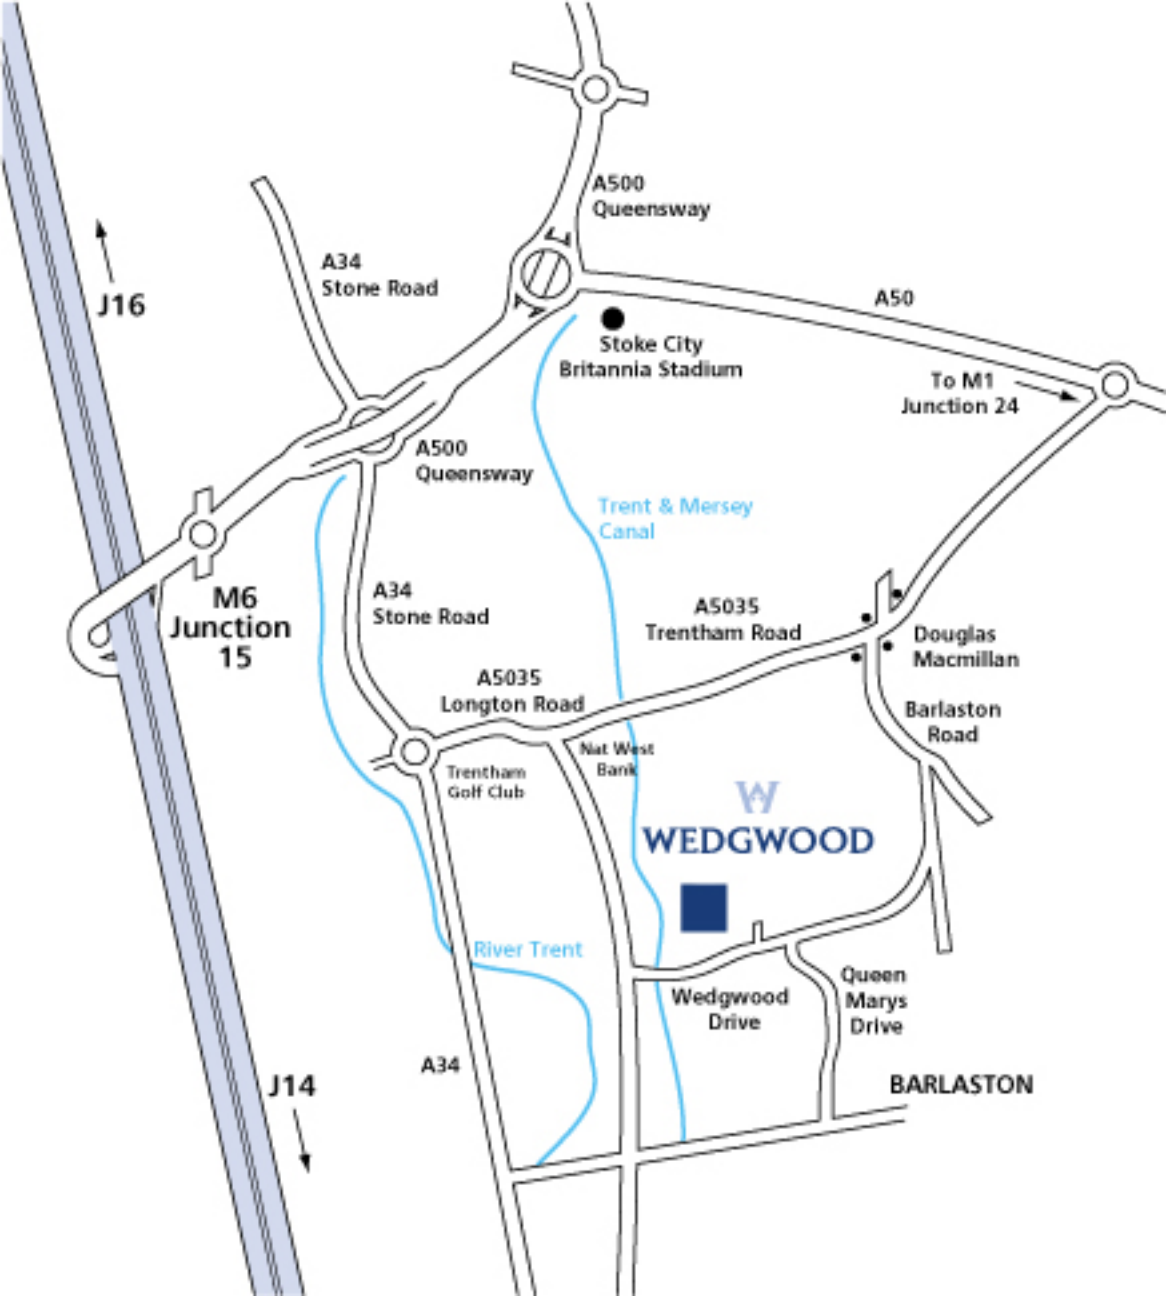 A500
Queensway
A34
Stone Road
J16
A50
Stoke City
Britannia Stadium
To M1
Junction 24
A500
Queensway
Trent & Mersey
Canal
M6
Junction
15
A34
Stone Road
A5035
Trentham Road
Douglas
Macmillan
A5035
Longton Road
Barlaston
Road
Nat West
Bank
Trentham
Golf Club
W
WEDGWOOD
River Trent
Queen
Marys
Drive
Wedgwood
Drive
A34
J14
BARLASTON